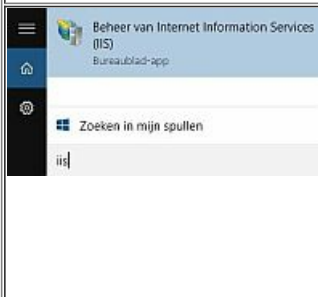 Beheer van Internet Information Services
(IIS)
Bureaublad-app
Zoeken in mijn spullen
iis